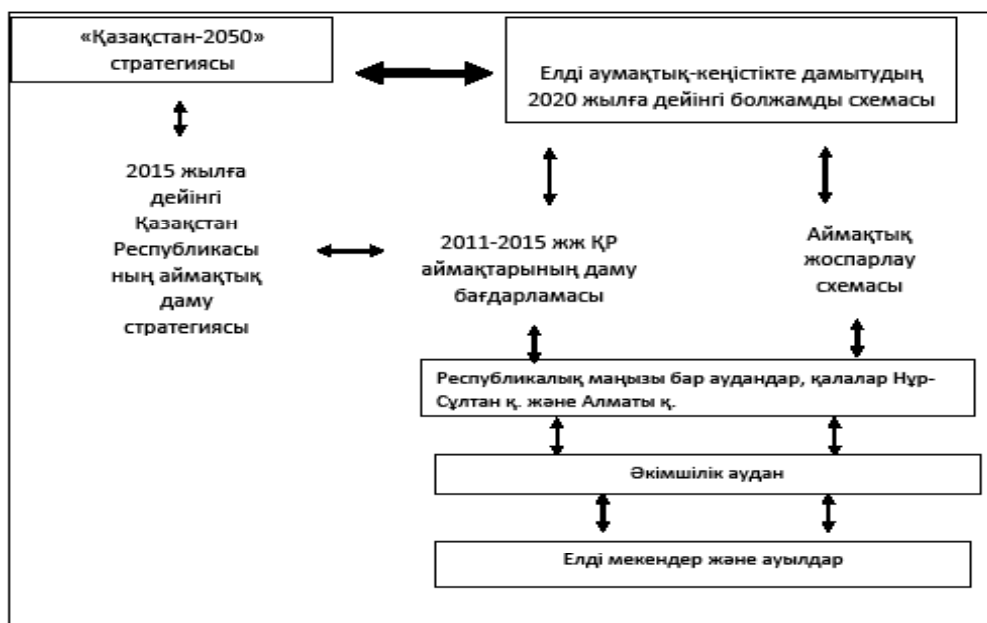 «Қазақстан-2050»
стратегиясы
Елді аумақтық-кеңістікте дамытудың
2020 жылға дейінгі болжамды схемасы
2015 жылға
дейінгі
Қазақстан
Республикасы
ның аймақтық
даму
стратегиясы
2011-2015 жж ҚР
аймақтарының даму
бағдарламасы
Аймақтық
жоспарлау
схемасы
Республикалық маңызы бар аудандар, қалалар Нұр-
Сұлтан қ. және Алматы қ.
Әкімшілік аудан
Елді мекендер және ауылдар